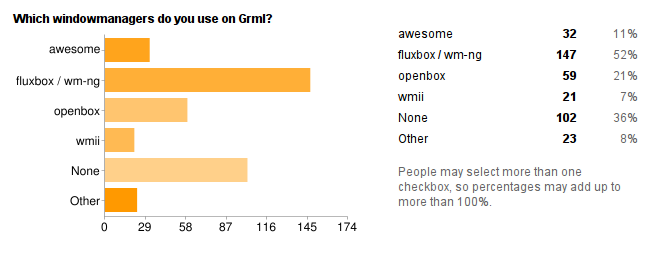 Which windowmanagers do you use on Grml?
awesome
fluxbox / wm-ng
openbox
wmii
None
Other
0 29 58 87 116 145 174
awesome 32 11%
fluxbox / wm-ng 147 52%
openbox 59 21%
wmii 21 7%
None 102 36%
Other 23 8%
People may select more than one
checkbox, so percentages may add up to
more than 100%.